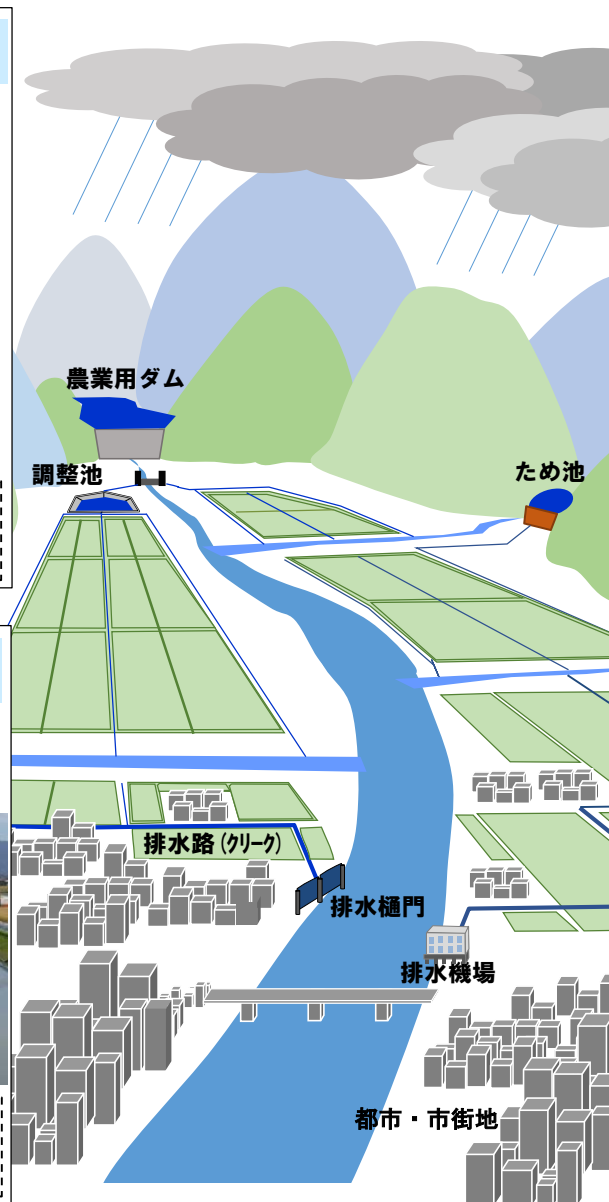 農業用ダム
調整池
ため池
排水路(クリーク)
排水樋門
排水機場
都市・市街地